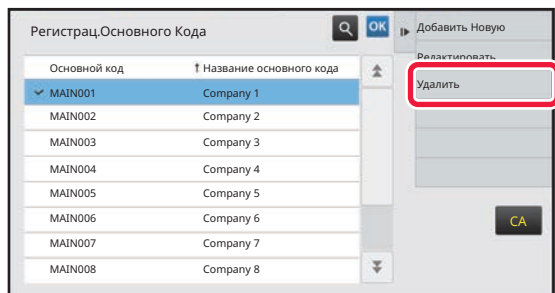 Регистрац.Основного Кода
OK
Добавить Новую
Редактировать
Удалить
Основной код Название основного кода
MAIN001 Company 1
MAIN002 Company 2
MAIN003 Company 3
MAIN004 Company 4
MAIN005 Company 5
MAIN006 Company 6
MAIN007 Company 7
MAIN008 Company 8
CA